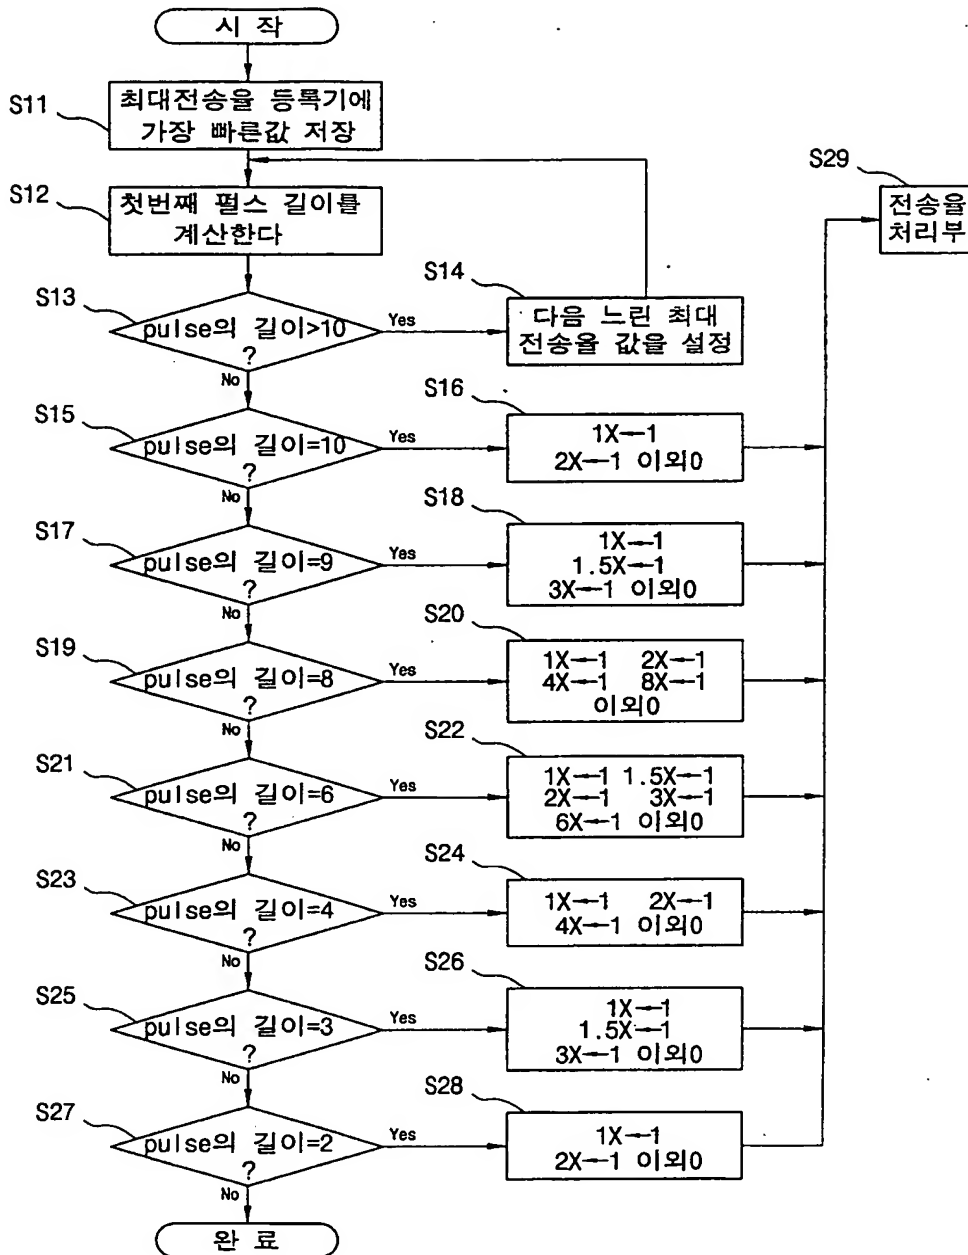 시 작
S11
최대전송율 등록기에
가장 빠른값 저장
S12
첫번째 펄스 길이를
계산한다
S13
pulse의 길이>10
?
Yes
No
S14
다음 느린 최대
전송율 값을 설정
S15
pulse의 길이=10
?
Yes
No
S16
1X←1
2X←1 이외0
S17
pulse의 길이=9
?
Yes
No
S18
1X←1
1.5X←1
3X←1 이외0
S19
pulse의 길이=8
?
Yes
No
S20
1X←1 2X←1
4X←1 8X←1
이외0
S21
pulse의 길이=6
?
Yes
No
S22
1X←1 1.5X←1
2X←1 3X←1
6X←1 이외0
S23
pulse의 길이=4
?
Yes
No
S24
1X←1 2X←1
4X←1 이외0
S25
pulse의 길이=3
?
Yes
No
S26
1X←1
1.5X←1
3X←1 이외0
S27
pulse의 길이=2
?
Yes
No
S28
1X←1
2X←1 이외0
S29
전송율
처리부
완 료